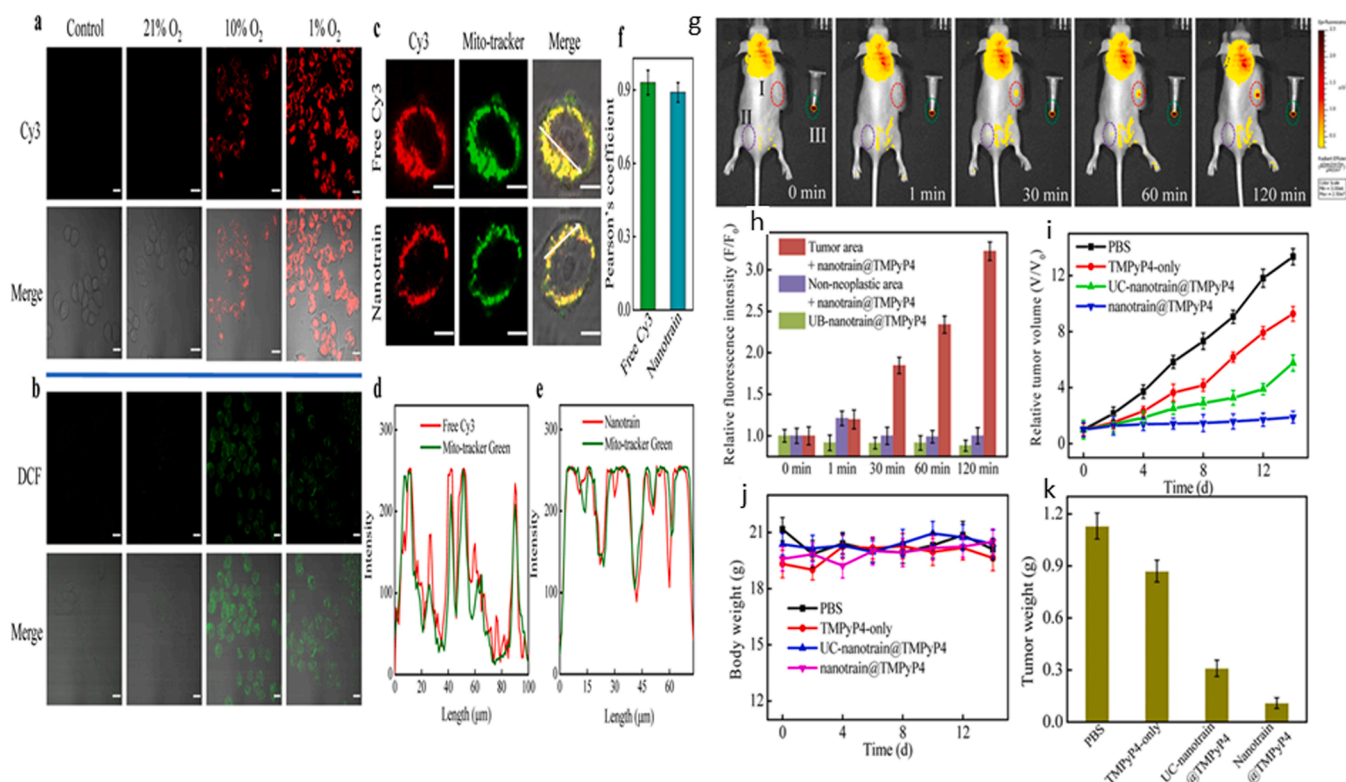 a
Control
21% O₂
10% O₂
1% O₂
Cy3
Merge
b
DCF
Merge
c
Cy3
Mito-tracker
Merge
Free Cy3
Nanotrain
f
Pearson's coefficient
0.9
0.6
0.3
0.0
Free Cy3
Nanotrain
d
Free Cy3
Mito-tracker Green
Intensity
300
200
100
0
0 20 40 60 80 100
Length (μm)
e
Nanotrain
Mito-tracker Green
Intensity
300
200
100
0
0 15 30 45 60
Length (μm)
g
I
II
III
0 min
1 min
30 min
60 min
120 min
h
Relative fluorescence intensity (F/F₀)
Tumor area
+ nanotrain@TMPyP4
Non-neoplastic area
+ nanotrain@TMPyP4
UB-nanotrain@TMPyP4
3.0
2.5
2.0
1.5
1.0
0 min 1 min 30 min 60 min 120 min
i
Relative tumor volume (V/V₀)
PBS
TMPyP4-only
UC-nanotrain@TMPyP4
nanotrain@TMPyP4
12
8
4
0
0 4 8 12
Time (d)
j
Body weight (g)
21
18
15
12
PBS
TMPyP4-only
UC-nanotrain@TMPyP4
nanotrain@TMPyP4
0 4 8 12
Time (d)
k
Tumor weight (g)
1.2
0.9
0.6
0.3
0.0
PBS
TMPyP4-only
UC-nanotrain
@TMPyP4
Nanotrain
@TMPyP4